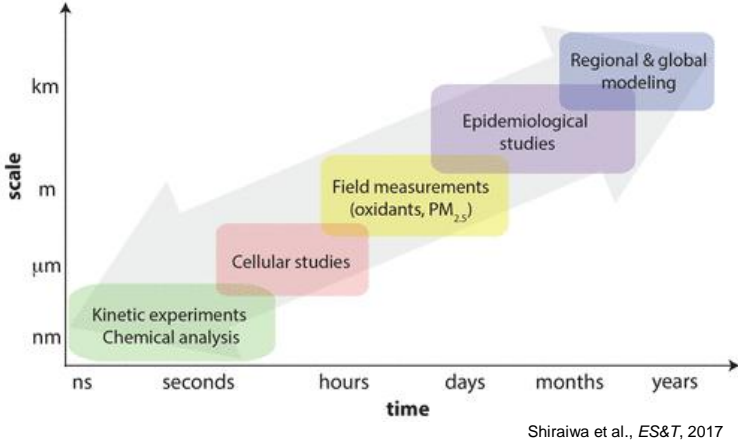 Regional & global
modeling
km
Epidemiological
studies
scale
m
Field measurements
(oxidants, PM2.5)
μm
Cellular studies
Kinetic experiments
Chemical analysis
nm
ns seconds hours days months years
time
Shiraiwa et al., ES&T, 2017